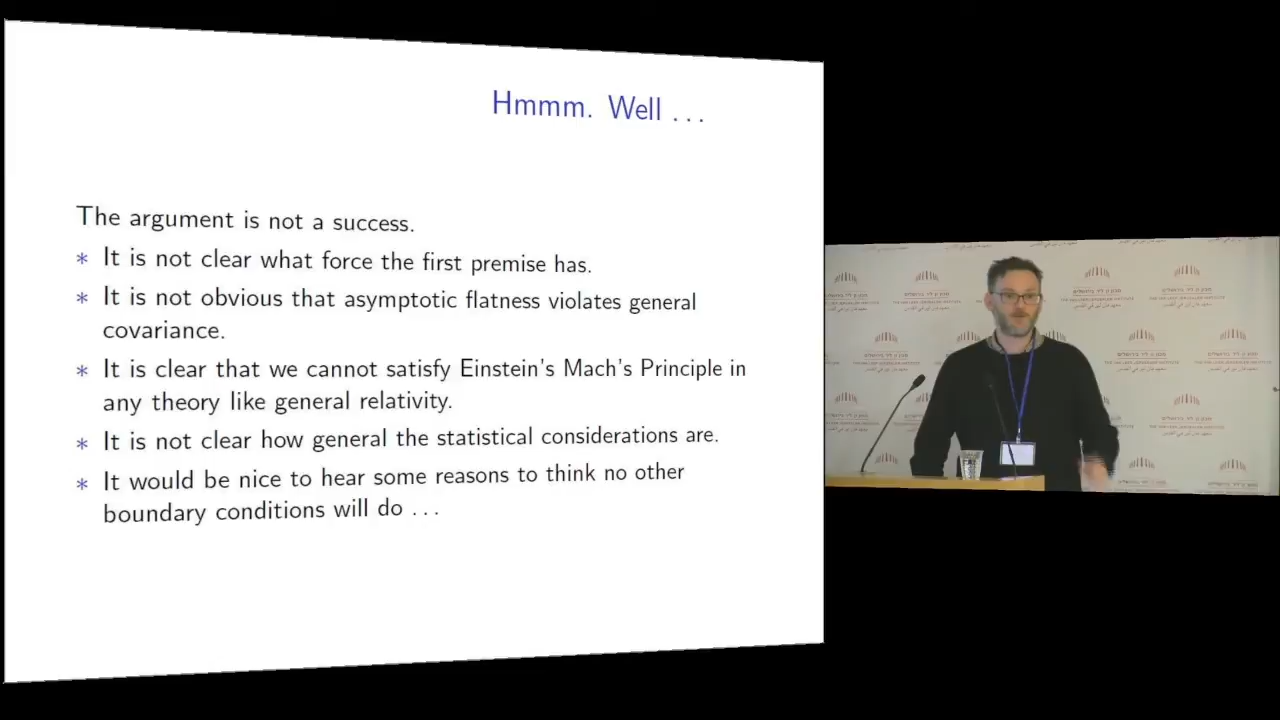 Hmmm. Well ...
The argument is not a success.
* It is not clear what force the first premise has.
* It is not obvious that asymptotic flatness violates general
covariance.
* It is clear that we cannot satisfy Einstein's Mach's Principle in
any theory like general relativity.
* It is not clear how general the statistical considerations are.
* It would be nice to hear some reasons to think no other
boundary conditions will do ...